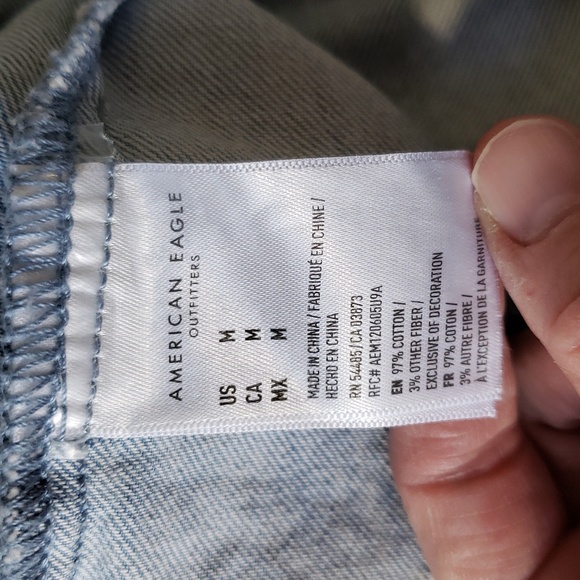 AMERICAN EAGLE
OUTFITTERS
US M
CA M
MX M
MADE IN CHINA / FABRIQUÉ EN CHINE /
HECHO EN CHINA
RN 54485 / CA 03873
RFC# AEM120605U9A
EN 97% COTTON /
3% OTHER FIBER /
EXCLUSIVE OF DECORATION
FR 97% COTON /
3% AUTRE FIBRE /
À L'EXCEPTION DE LA GARNITURE